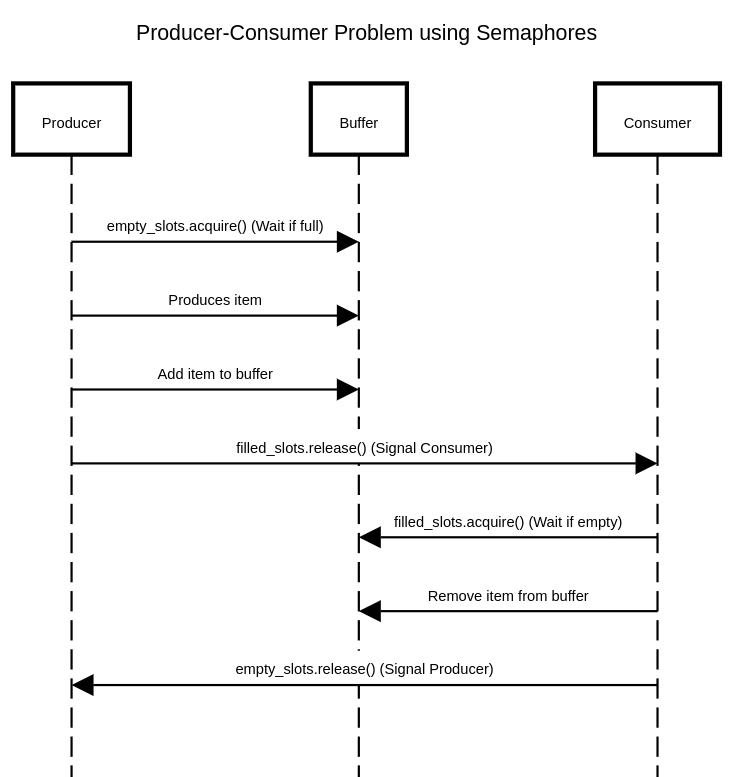 Producer-Consumer Problem using Semaphores
Producer
Buffer
Consumer
empty_slots.acquire() (Wait if full)
Produces item
Add item to buffer
filled_slots.release() (Signal Consumer)
filled_slots.acquire() (Wait if empty)
Remove item from buffer
empty_slots.release() (Signal Producer)